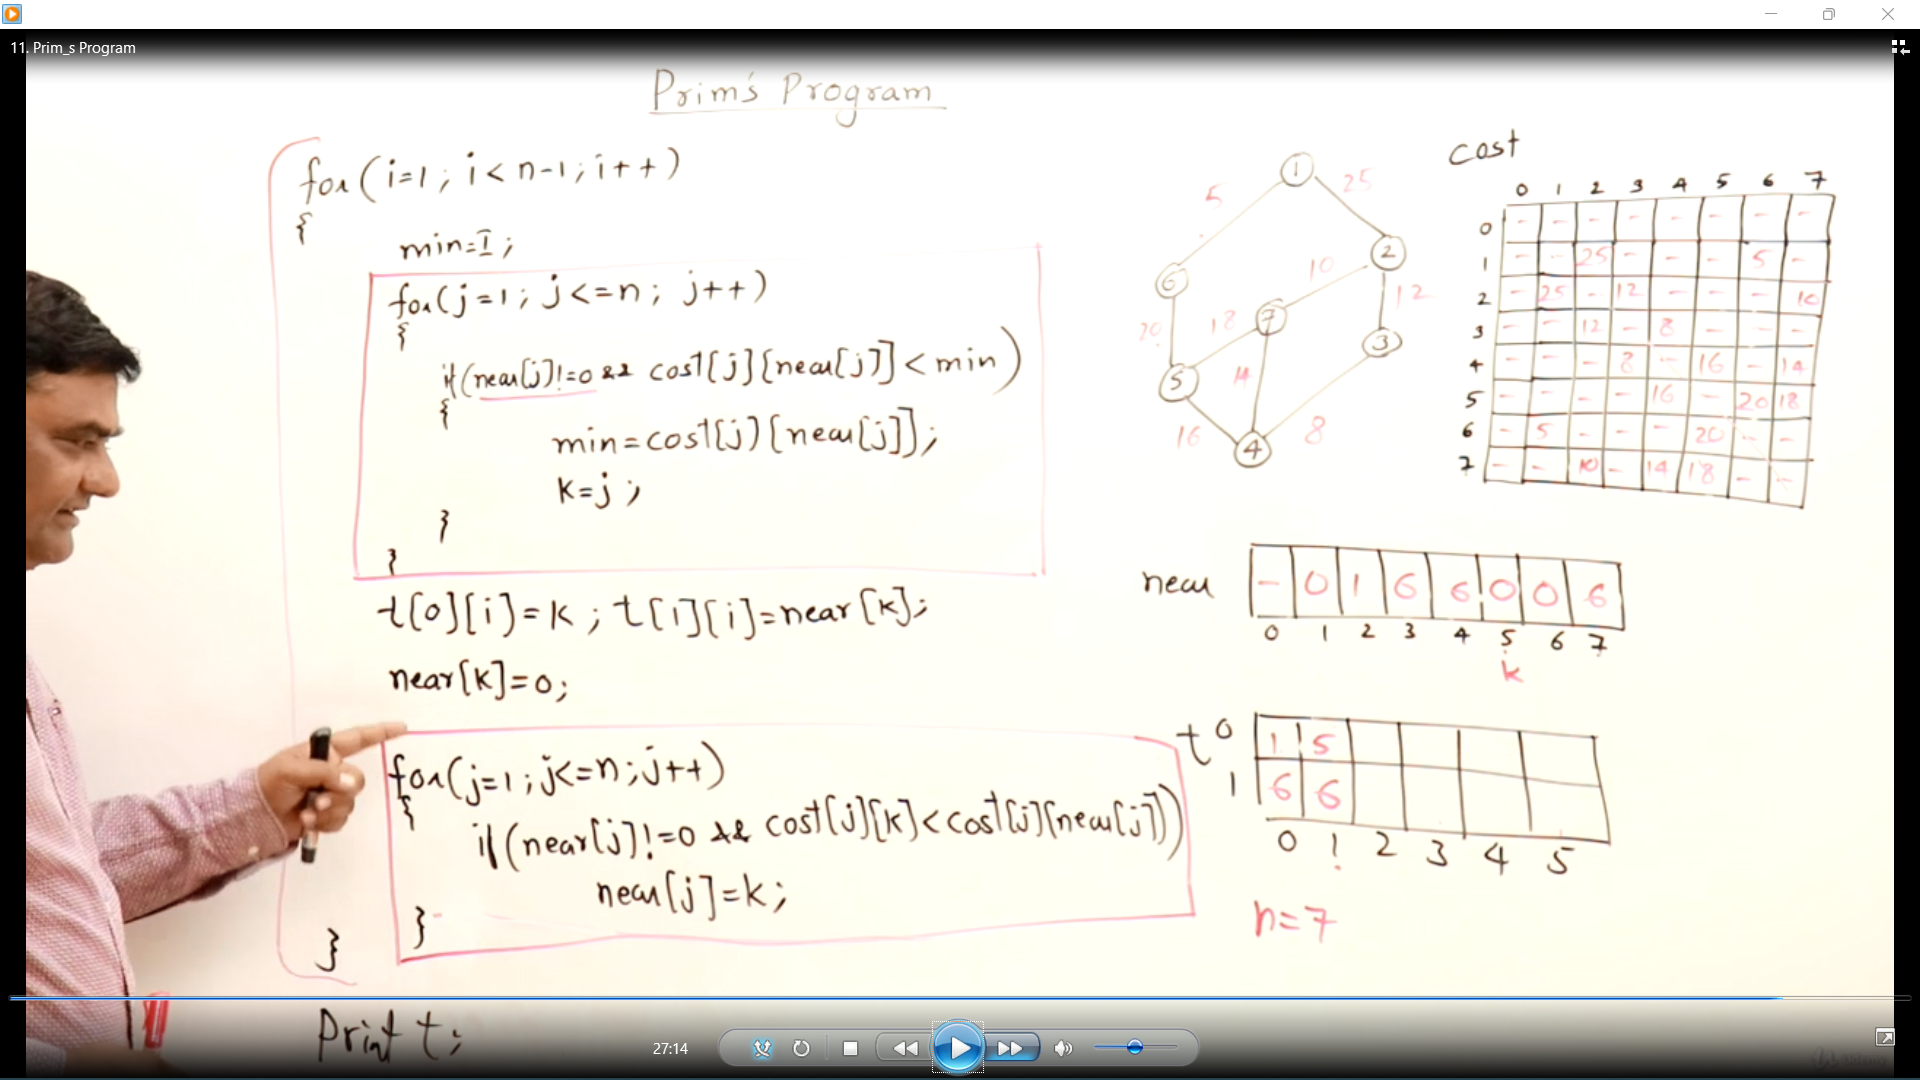 11. Prim_s Program
Prim's Program
for(i=1; i<n-1; i++)
{
min=I;
for(j=1; j<=n; j++)
{
if(near[j]!=0 && cost[j][near[j]]<min)
{
min=cost[j][near[j]];
k=j;
}
}
t[0][i]=k; t[1][i]=near[k];
near[k]=0;
for(j=1; j<=n; j++)
{
if(near[j]!=0 && cost[j][k]<cost[j][near[j]])
near[j]=k;
}
}
Print t;
1
5 25
6 2
10
20 18 7 12
5 3
14
16 4 8
cost
0 1 2 3 4 5 6 7
0 - - - - - - - -
1 - - 25 - - - 5 -
2 - 25 - 12 - - - 10
3 - - 12 - 8 - - -
4 - - - 8 - 16 - 14
5 - - - - 16 - 20 18
6 - 5 - - - 20 - -
7 - - 10 - 14 18 - -
near - 0 1 6 6 0 0 6
0 1 2 3 4 5 6 7
k
t 0 1 5
1 6 6
0 1 2 3 4 5
n=7
27:14